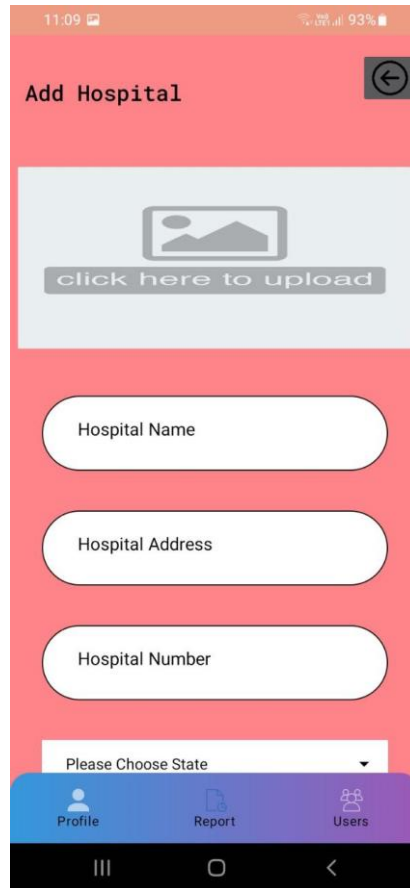 11:09
93%
Add Hospital
click here to upload
Hospital Name
Hospital Address
Hospital Number
Please Choose State
Profile
Report
Users